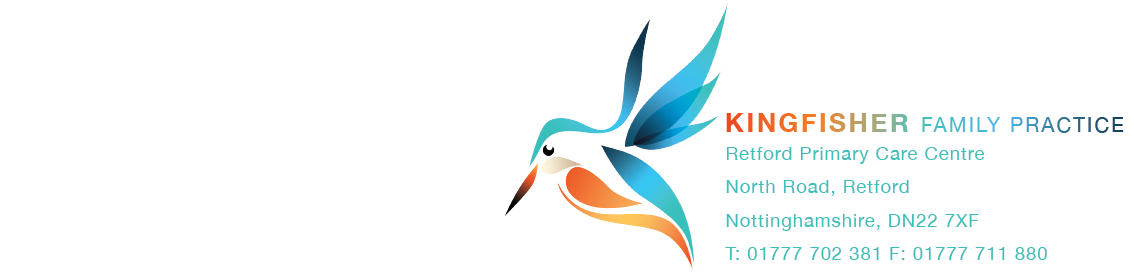 KINGFISHER FAMILY PRACTICE
Retford Primary Care Centre
North Road, Retford
Nottinghamshire, DN22 7XF
T: 01777 702 381 F: 01777 711 880